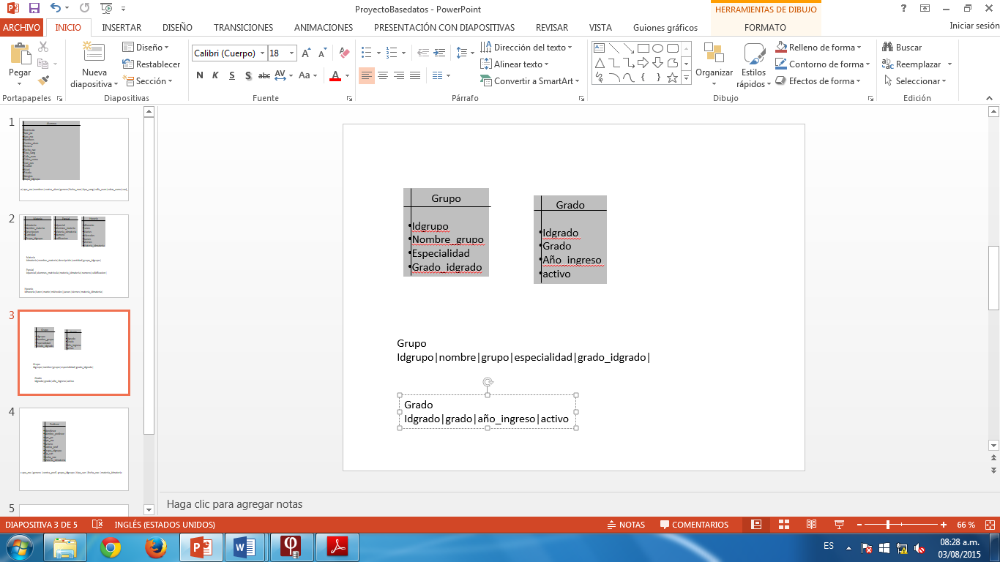 ProyectoBasedatos - PowerPoint
HERRAMIENTAS DE DIBUJO
ARCHIVO INICIO INSERTAR DISEÑO TRANSICIONES ANIMACIONES PRESENTACIÓN CON DIAPOSITIVAS REVISAR VISTA Guiones gráficos FORMATO Iniciar sesión
Pegar
Portapapeles
Nueva diapositiva
Diseño
Restablecer
Sección
Diapositivas
Calibri (Cuerpo) 18
N K S S abc AV Aa A
Fuente
Dirección del texto
Alinear texto
Convertir a SmartArt
Párrafo
Organizar
Estilos rápidos
Relleno de forma
Contorno de forma
Efectos de forma
Dibujo
Buscar
Reemplazar
Seleccionar
Edición
1
2
3
4
5
Grupo
•Idgrupo
•Nombre_grupo
•Especialidad
•Grado_idgrado
Grado
•Idgrado
•Grado
•Año_ingreso
•activo
Grupo
Idgrupo|nombre|grupo|especialidad|grado_idgrado|
Grado
Idgrado|grado|año_ingreso|activo
Haga clic para agregar notas
DIAPOSITIVA 3 DE 5 INGLÉS (ESTADOS UNIDOS) NOTAS COMENTARIOS 66 %
ES 08:28 a.m.
03/08/2015